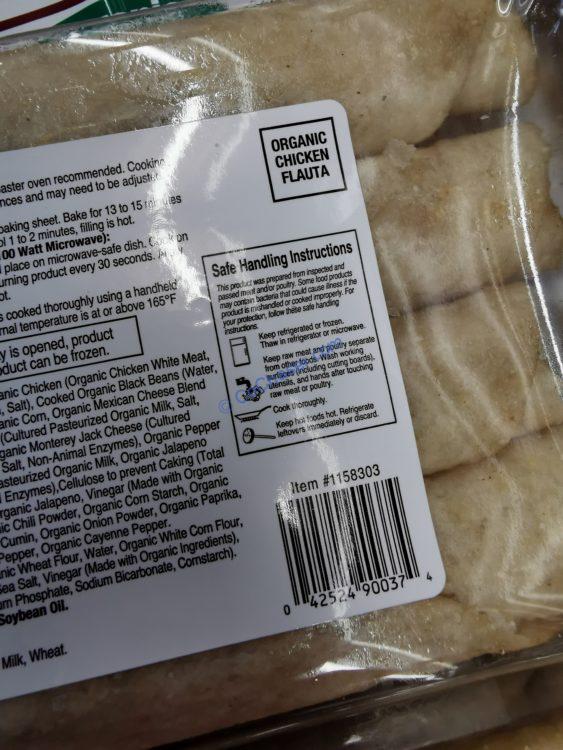 ORGANIC
CHICKEN
FLAUTA
aster oven recommended. Cooking
nces and may need to be adjuste
baking sheet. Bake for 13 to 15 minutes
ol 1 to 2 minutes, filling is hot.
00 Watt Microwave):
place on microwave-safe dish.
urning product every 30 seconds.
ot.
s cooked thoroughly using a handheld
rnal temperature is at or above 165°F
y is opened, product
oduct can be frozen.
anic Chicken (Organic Chicken White Meat,
, Salt), Cooked Organic Black Beans (Water,
anic Corn, Organic Mexican Cheese Blend
(Cultured Pasteurized Organic Milk, Salt,
ganic Monterey Jack Cheese (Cultured
Salt, Non-Animal Enzymes), Organic Pepper
asteurized Organic Milk, Organic Jalapeno
l Enzymes),Cellulose to prevent Caking (Total
rganic Jalapeno, Vinegar (Made with Organic
ic Chili Powder, Organic Corn Starch, Organic
Cumin, Organic Onion Powder, Organic Paprika,
Pepper, Organic Cayenne Pepper.
nic Wheat Flour, Water, Organic White Corn Flour,
Sea Salt, Vinegar (Made with Organic Ingredients),
um Phosphate, Sodium Bicarbonate, Cornstarch).
Soybean Oil.
Milk, Wheat.
Safe Handling Instructions
This product was prepared from inspected and
passed meat and/or poultry. Some food products
may contain bacteria that could cause illness if the
product is mishandled or cooked improperly. For
your protection, follow these safe handling
instructions.
Keep refrigerated or frozen.
Thaw in refrigerator or microwave.
Keep raw meat and poultry separate
from other foods. Wash working
surfaces (including cutting boards),
utensils, and hands after touching
raw meat or poultry.
Cook thoroughly.
Keep hot foods hot. Refrigerate
leftovers immediately or discard.
Item #1158303
0 42524 90037 4